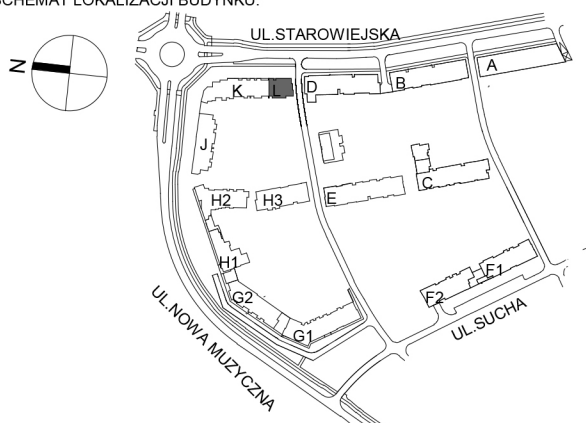 SCHEMAT LOKALIZACJI BUDYNKU:
UL.STAROWIEJSKA
N
A
B
D
L
K
J
C
E
H3
H2
H1
G2
G1
F1
F2
UL.SUCHA
UL.NOWA MUZYCZNA